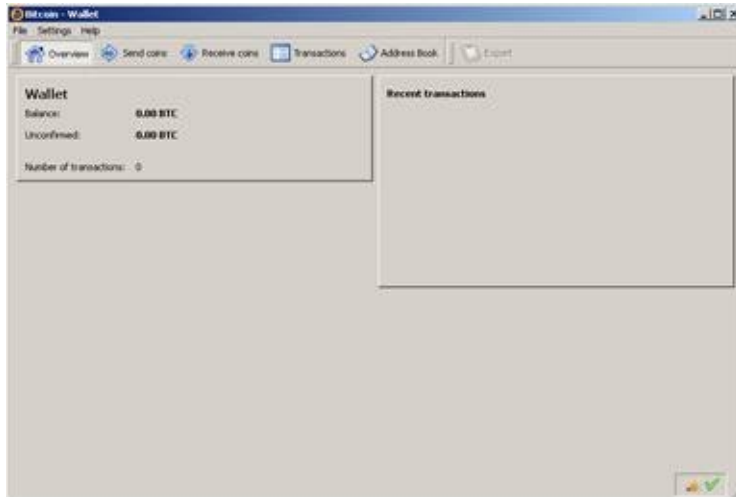 Bitcoin - Wallet
File Settings Help
Overview Send coins Receive coins Transactions Address Book Export
Wallet
Balance: 0.00 BTC
Unconfirmed: 0.00 BTC
Number of transactions: 0
Recent transactions